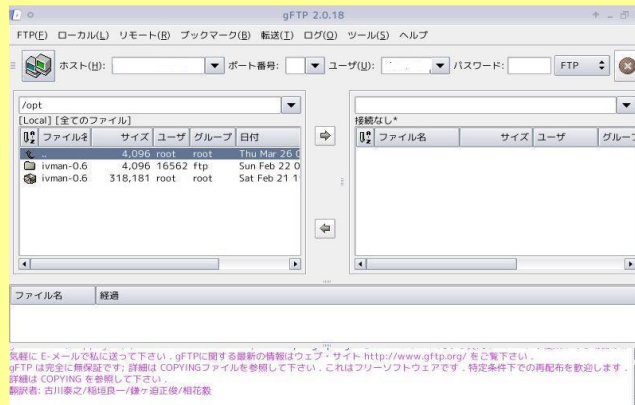 gFTP 2.0.18
FTP(F) ローカル(L) リモート(R) ブックマーク(B) 転送(T) ログ(O) ツール(S) ヘルプ
ホスト(H): ポート番号: ユーザ(U): パスワード: FTP
/opt
[Local] [全てのファイル]
接続なし*
ファイル名 サイズ ユーザ グループ 日付
ファイル名 サイズ ユーザ グループ
.. 4,096 root root Thu Mar 26 0
ivman-0.6 4,096 16562 ftp Sun Feb 22 0
ivman-0.6 318,181 root root Sat Feb 21 1
ファイル名 経過
気軽に E-メールで私に送って下さい . gFTPに関する最新の情報はウェブ・サイト http://www.gftp.org/ をご覧下さい .
gFTP は完全に無保証です; 詳細は COPYINGファイルを参照して下さい . これはフリーソフトウェアです . 特定条件下での再配布を歓迎します .
詳細は COPYING を参照して下さい .
翻訳者: 古川泰之/稲垣良一/鎌ヶ迫正俊/相花毅